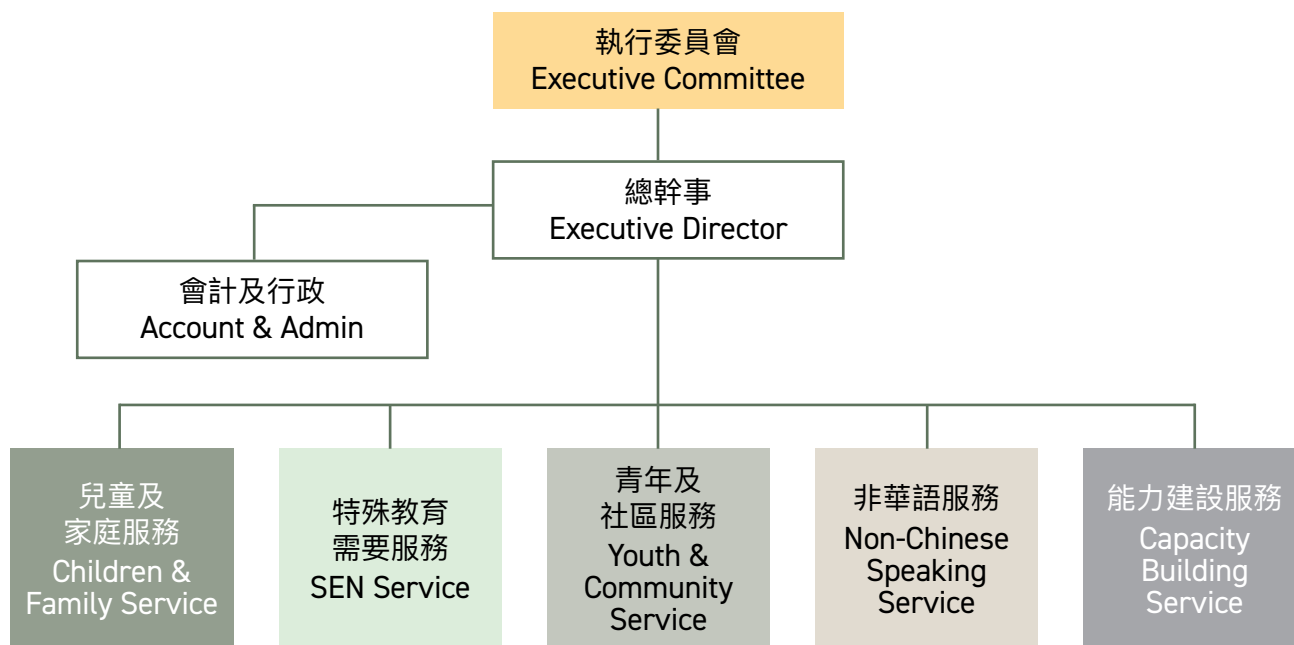 執行委員會
Executive Committee
總幹事
Executive Director
會計及行政
Account & Admin
兒童及
家庭服務
Children &
Family Service
特殊教育
需要服務
SEN Service
青年及
社區服務
Youth &
Community
Service
非華語服務
Non-Chinese
Speaking
Service
能力建設服務
Capacity
Building
Service